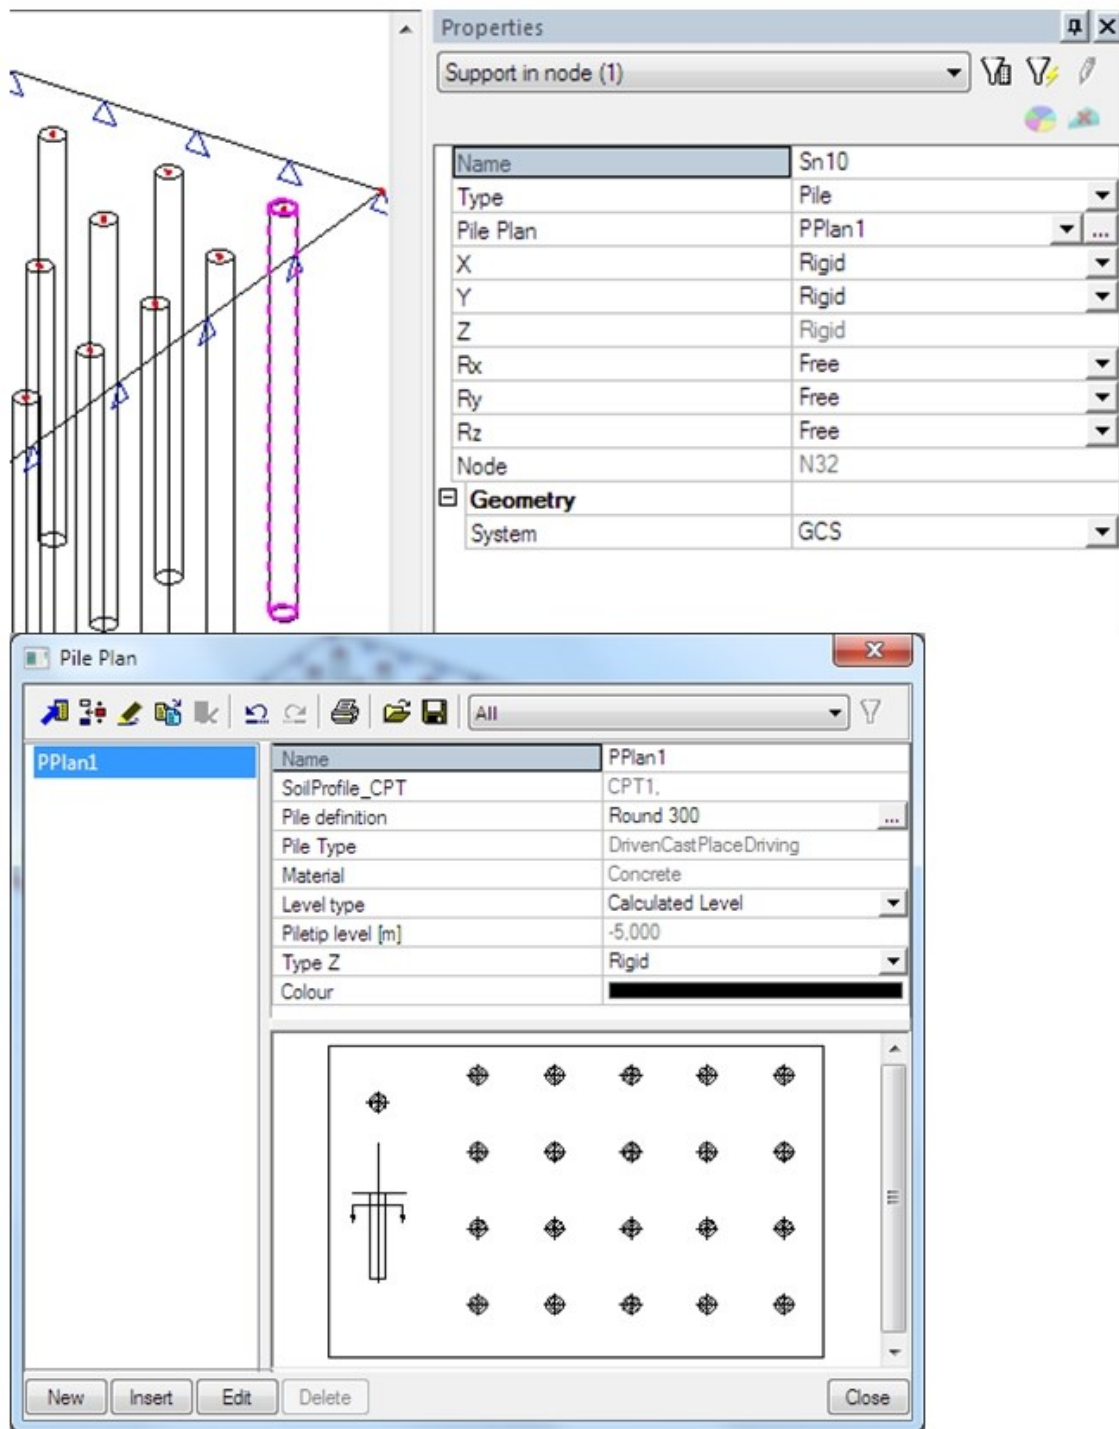 Properties
Support in node (1)
Name Sn10
Type Pile
Pile Plan PPlan1 ...
X Rigid
Y Rigid
Z Rigid
Rx Free
Ry Free
Rz Free
Node N32
Geometry
System GCS
Pile Plan
All
PPlan1
Name PPlan1
SoilProfile_CPT CPT1,
Pile definition Round 300 ...
Pile Type DrivenCastPlaceDriving
Material Concrete
Level type Calculated Level
Piletip level [m] -5,000
Type Z Rigid
Colour
New Insert Edit Delete Close